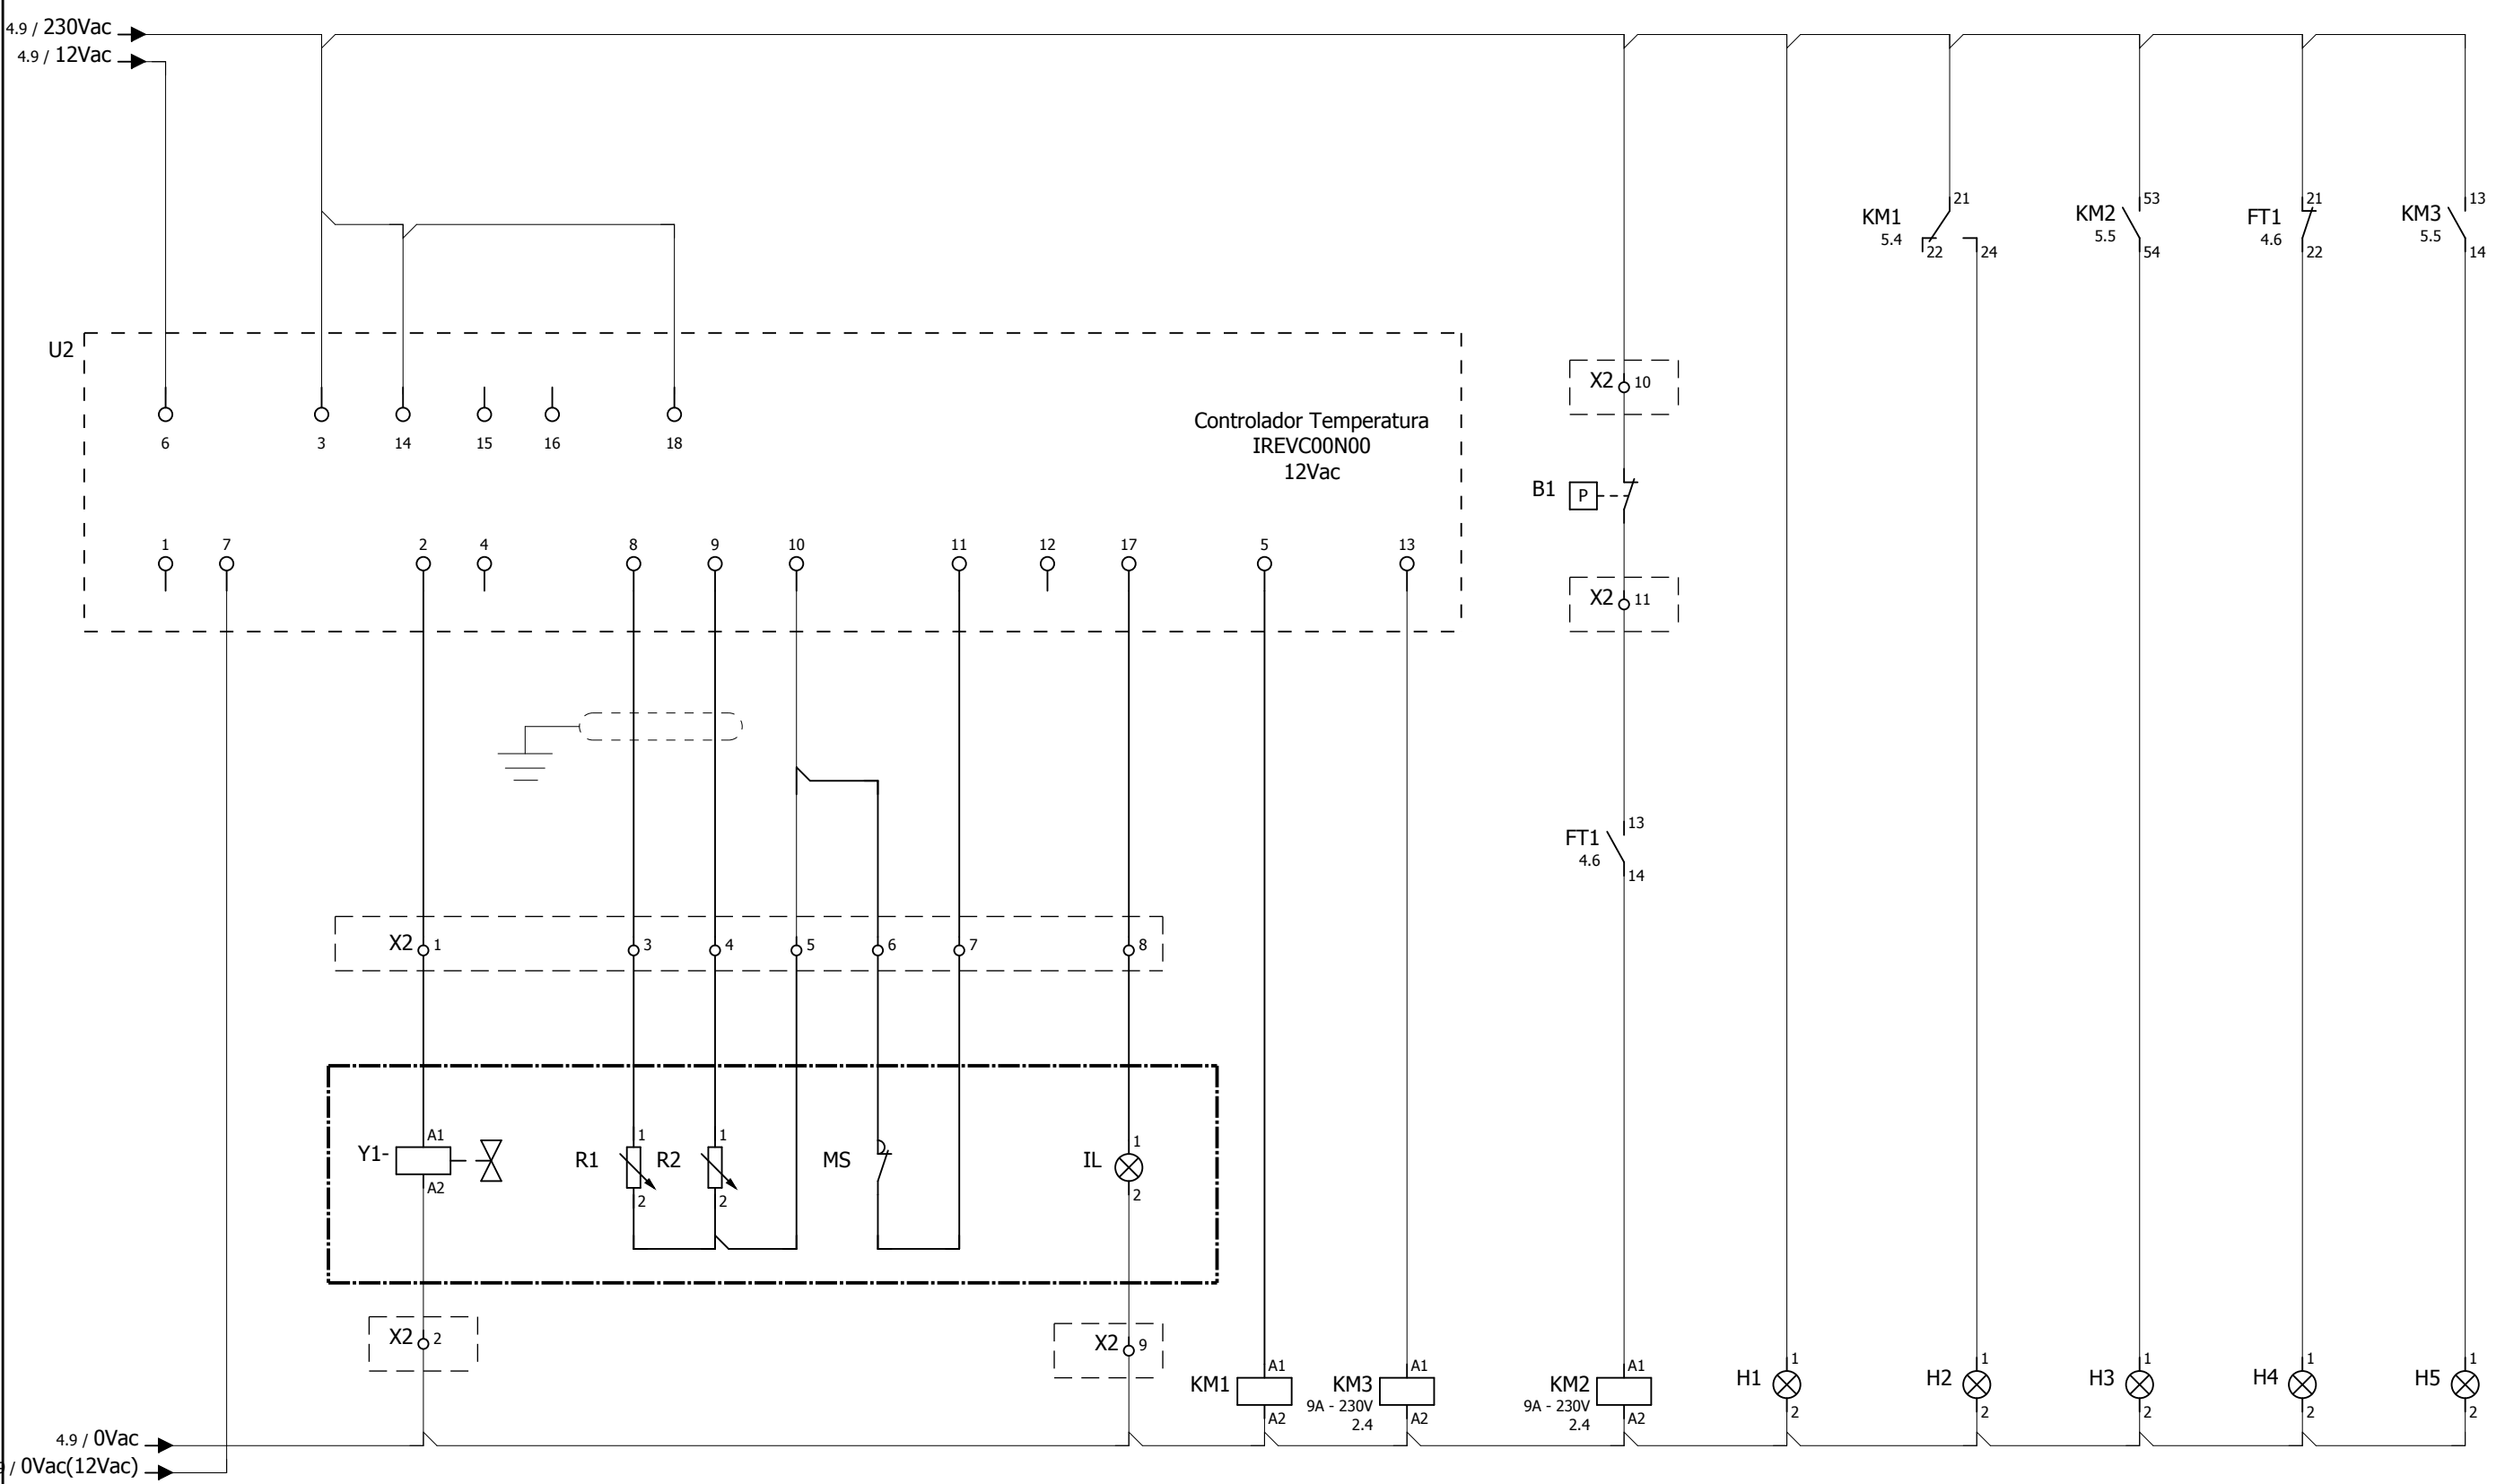 4.9 / 230Vac
4.9 / 12Vac
KM1
5.4
21
22
24
KM2
5.5
53
54
FT1
4.6
21
22
KM3
5.5
13
14
U2
6
3
14
15
16
18
Controlador Temperatura
IREVC00N00
12Vac
X2 10
B1 P
1
7
2
4
8
9
10
11
12
17
5
13
X2 11
FT1
4.6
13
14
X2 1
3
4
5
6
7
8
Y1-
A1
A2
R1
1
2
R2
1
2
MS
IL
1
2
X2 2
X2 9
KM1
A1
A2
KM3
9A - 230V
2.4
A1
A2
KM2
9A - 230V
2.4
A1
A2
H1
1
2
H2
1
2
H3
1
2
H4
1
2
H5
1
2
4.9 / 0Vac
/ 0Vac(12Vac)